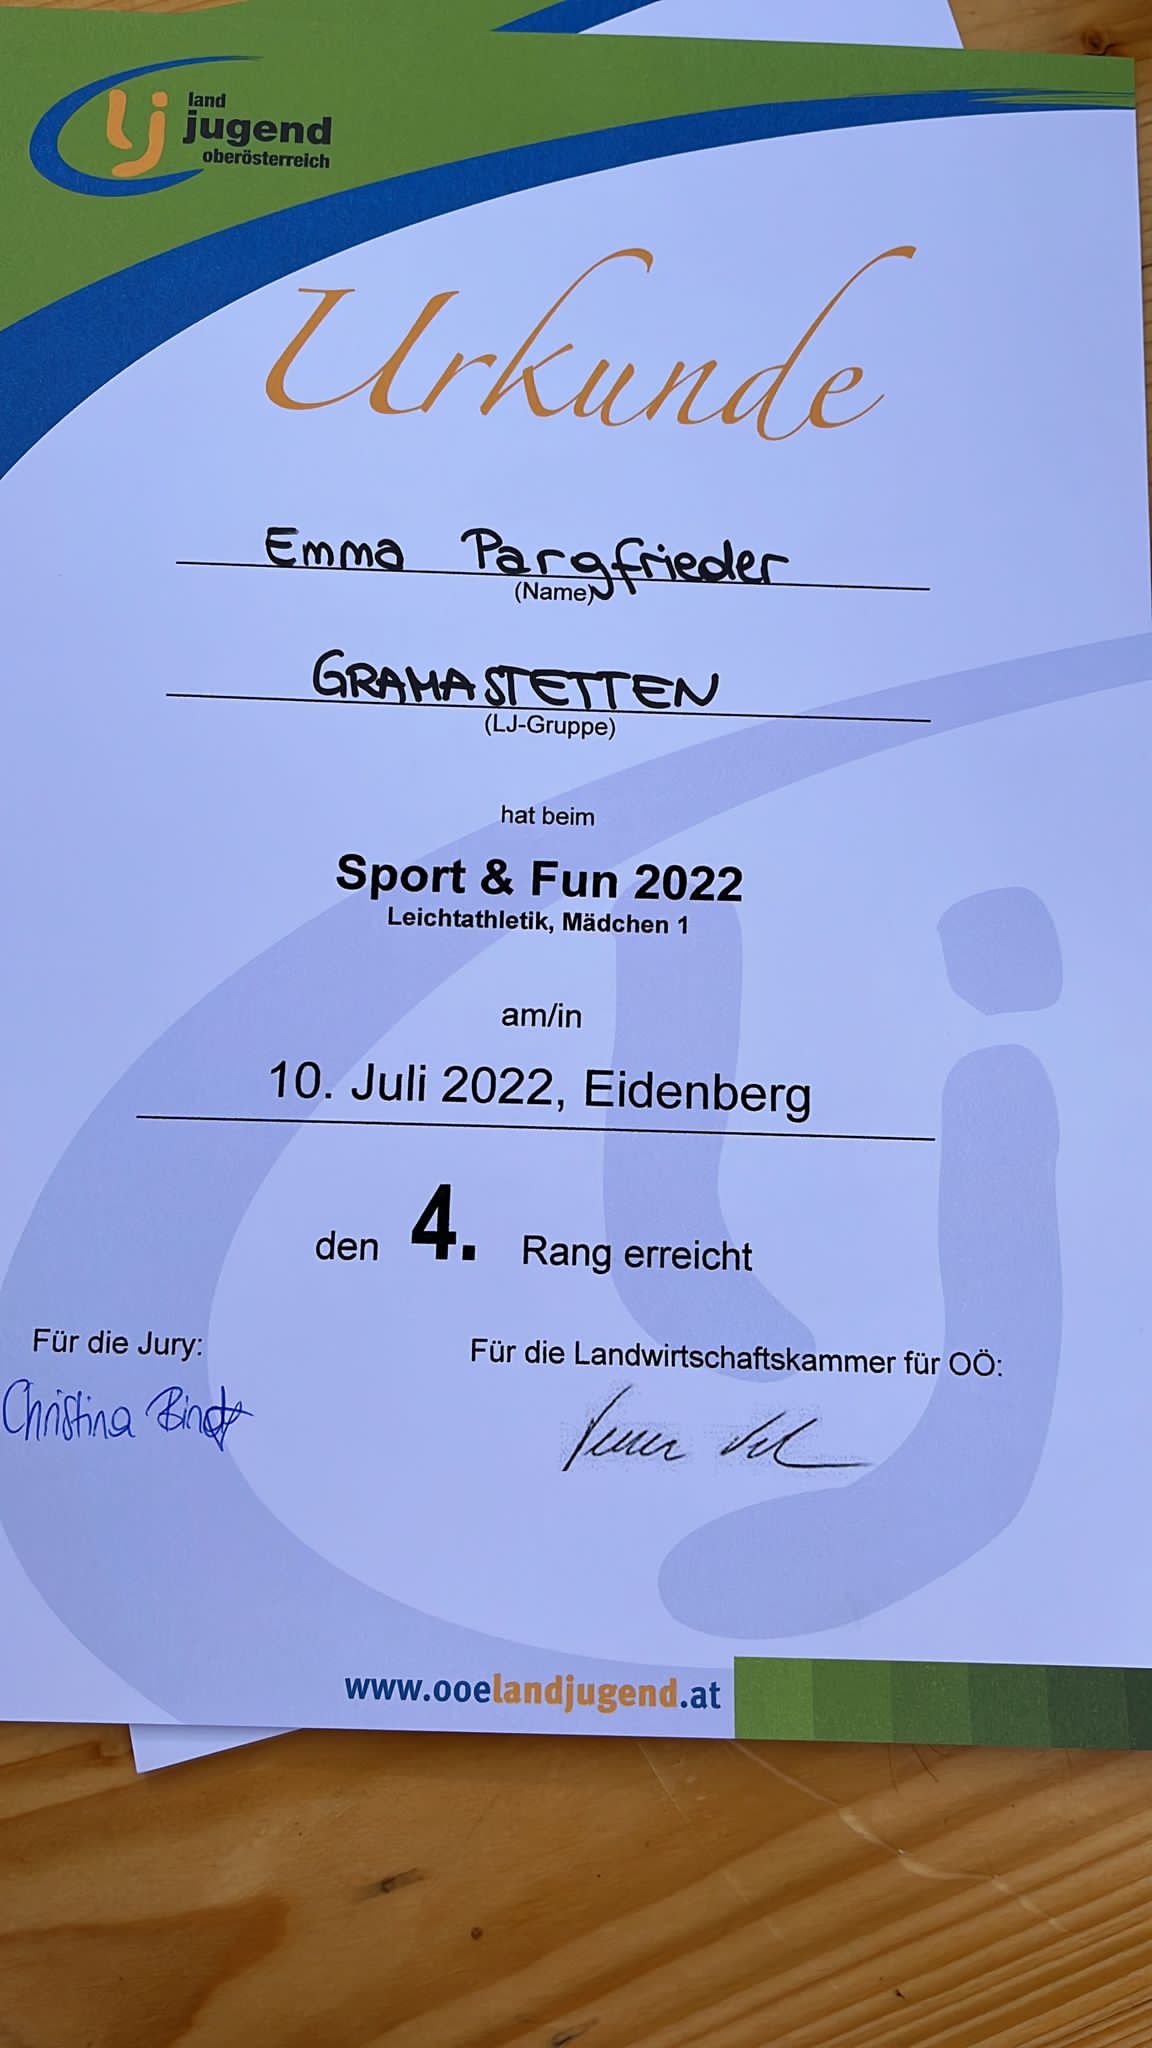 land
jugend
oberösterreich
Urkunde
Emma Pargfrieder
(Name)
GRAMASTETTEN
(LJ-Gruppe)
hat beim
Sport & Fun 2022
Leichtathletik, Mädchen 1
am/in
10. Juli 2022, Eidenberg
den 4. Rang erreicht
Für die Jury:
Für die Landwirtschaftskammer für OÖ:
Christina
www.ooelandjugend.at